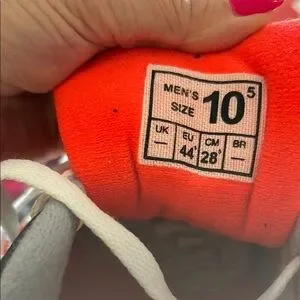 MEN'S SIZE 10⁵
UK EU CM BR
— 44' 28' —